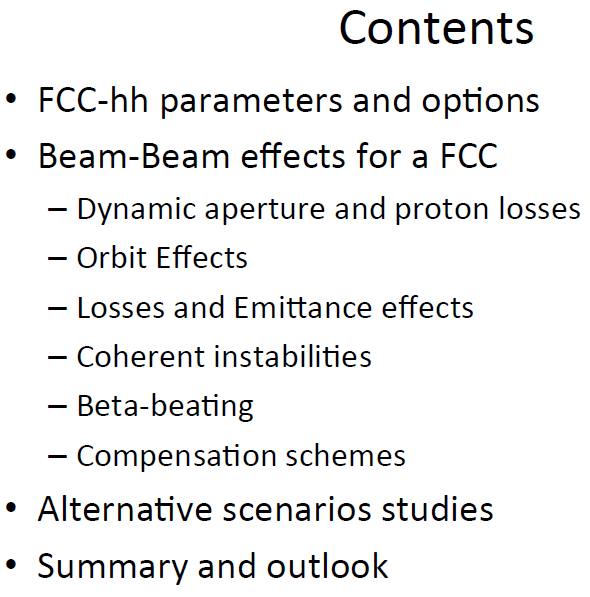 Contents
• FCC-hh parameters and options
• Beam-Beam effects for a FCC
– Dynamic aperture and proton losses
– Orbit Effects
– Losses and Emittance effects
– Coherent instabilities
– Beta-beating
– Compensation schemes
• Alternative scenarios studies
• Summary and outlook